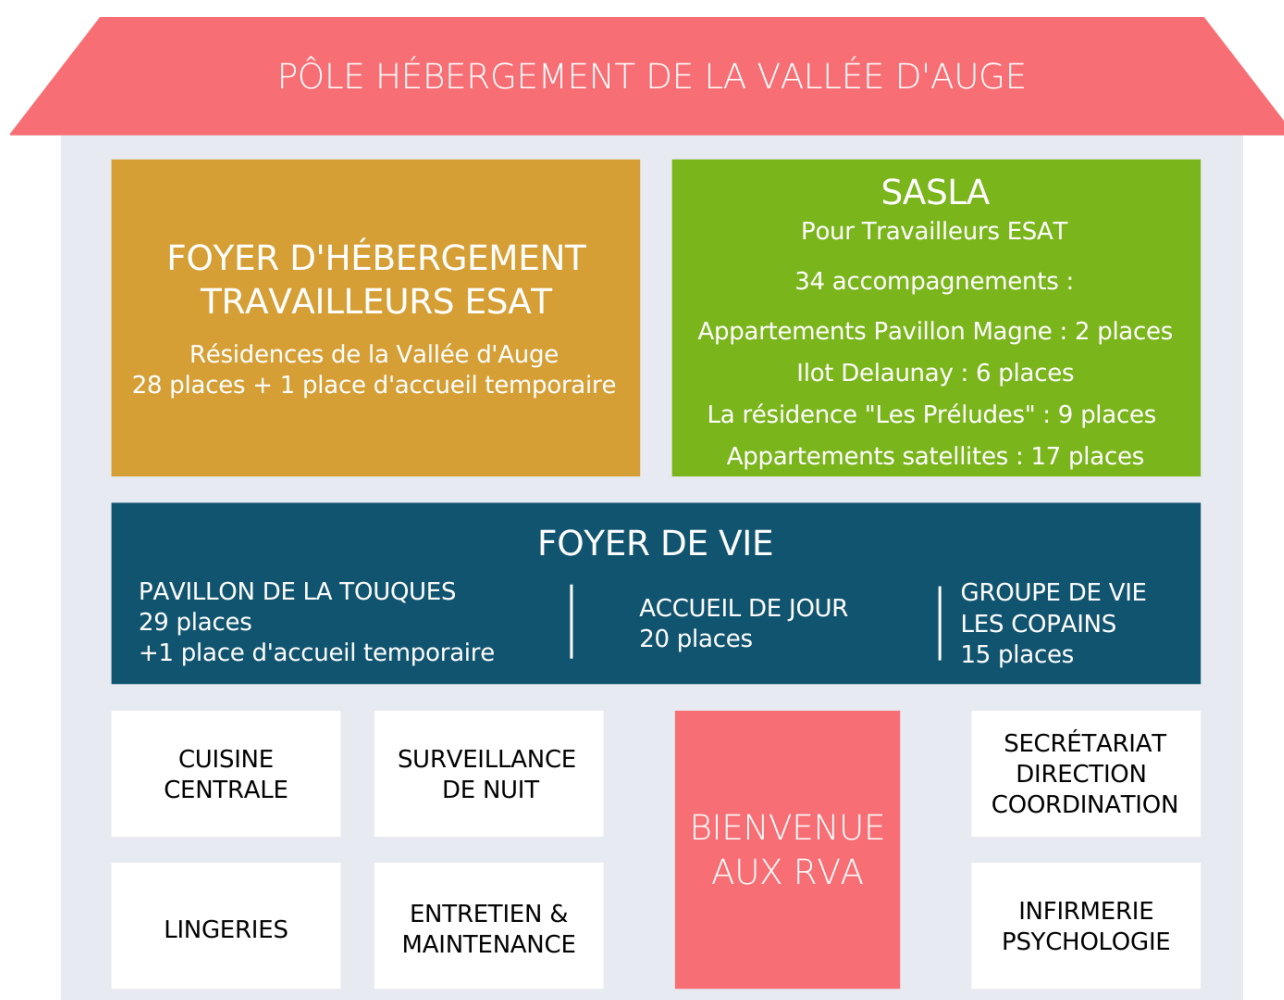 PÔLE HÉBERGEMENT DE LA VALLÉE D'AUGE
FOYER D'HÉBERGEMENT
TRAVAILLEURS ESAT
Résidences de la Vallée d'Auge
28 places + 1 place d'accueil temporaire
SASLA
Pour Travailleurs ESAT
34 accompagnements :
Appartements Pavillon Magne : 2 places
Ilot Delaunay : 6 places
La résidence "Les Préludes" : 9 places
Appartements satellites : 17 places
FOYER DE VIE
PAVILLON DE LA TOUQUES
29 places
+1 place d'accueil temporaire
ACCUEIL DE JOUR
20 places
GROUPE DE VIE
LES COPAINS
15 places
CUISINE
CENTRALE
SURVEILLANCE
DE NUIT
BIENVENUE
AUX RVA
SECRÉTARIAT
DIRECTION
COORDINATION
LINGERIES
ENTRETIEN &
MAINTENANCE
INFIRMERIE
PSYCHOLOGIE